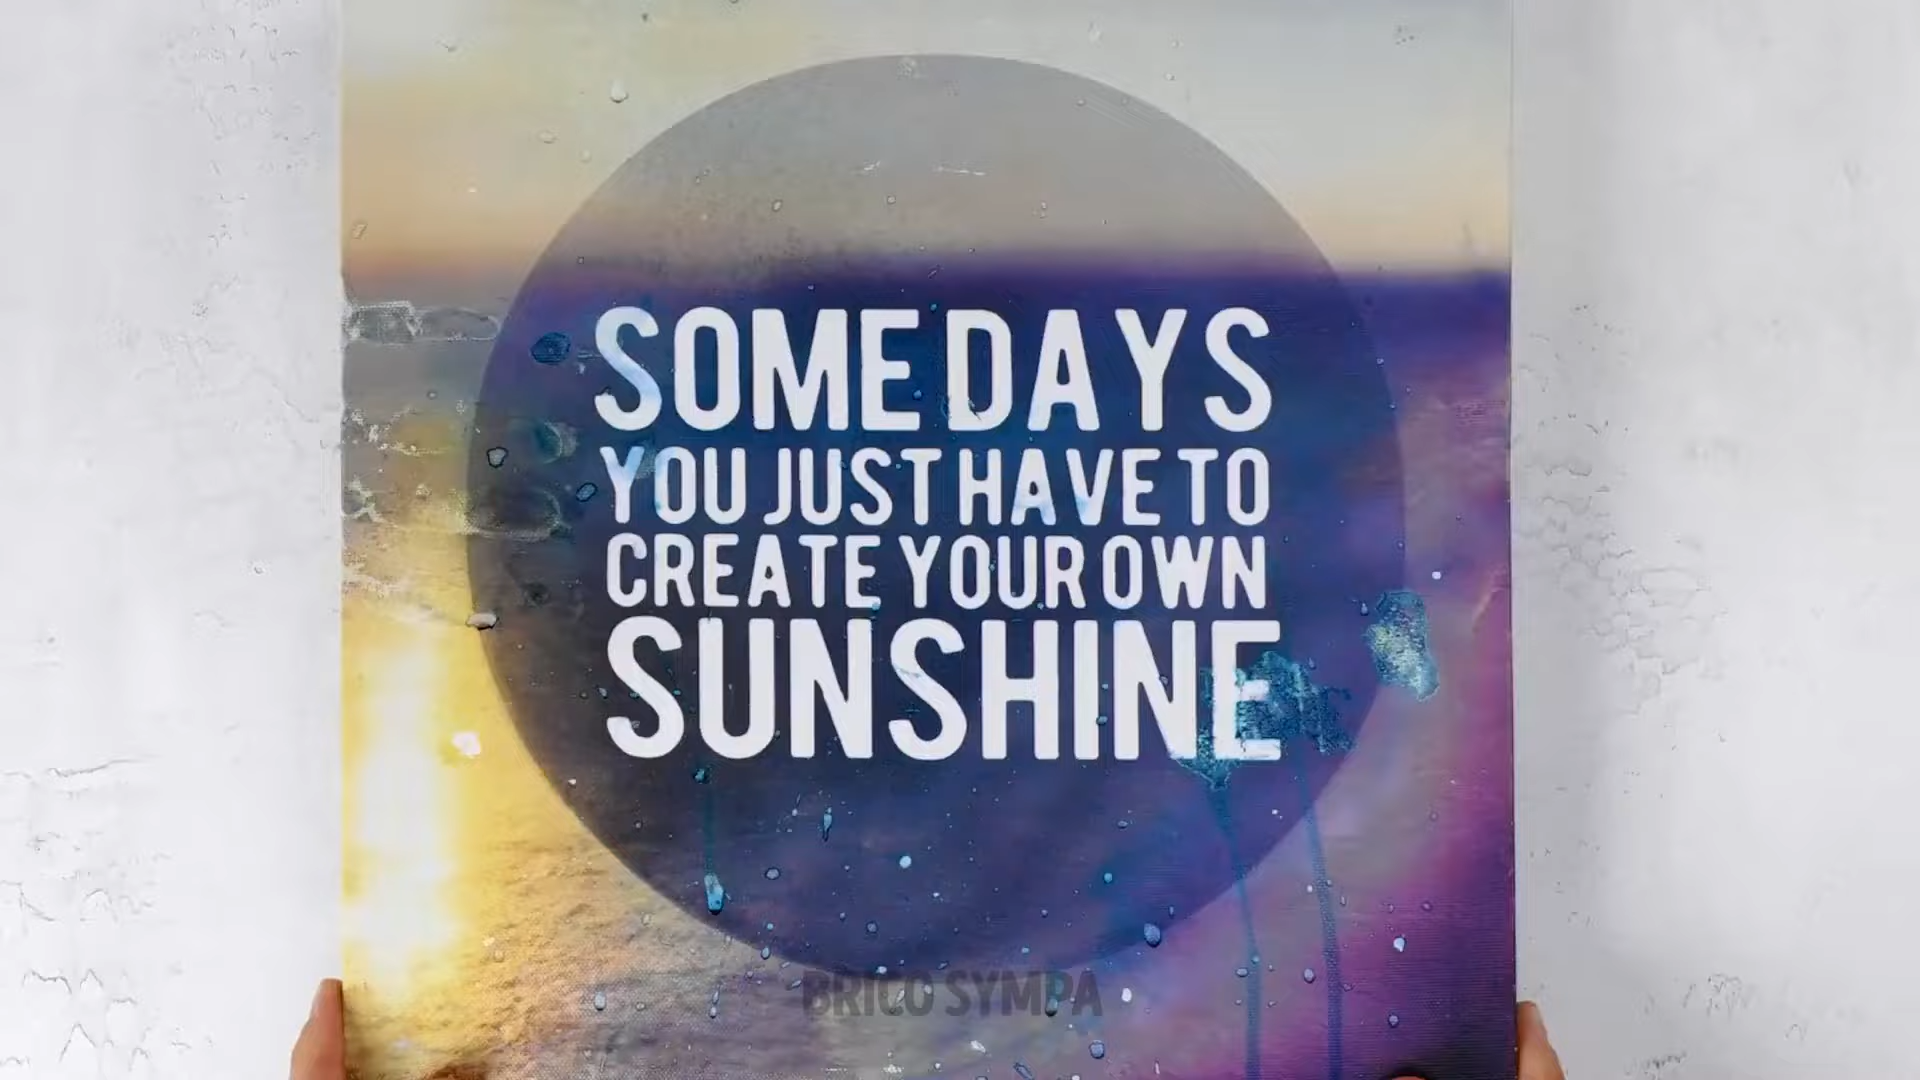 SOME DAYS
YOU JUST HAVE TO
CREATE YOUR OWN
SUNSHINE
BRICO SYMPA